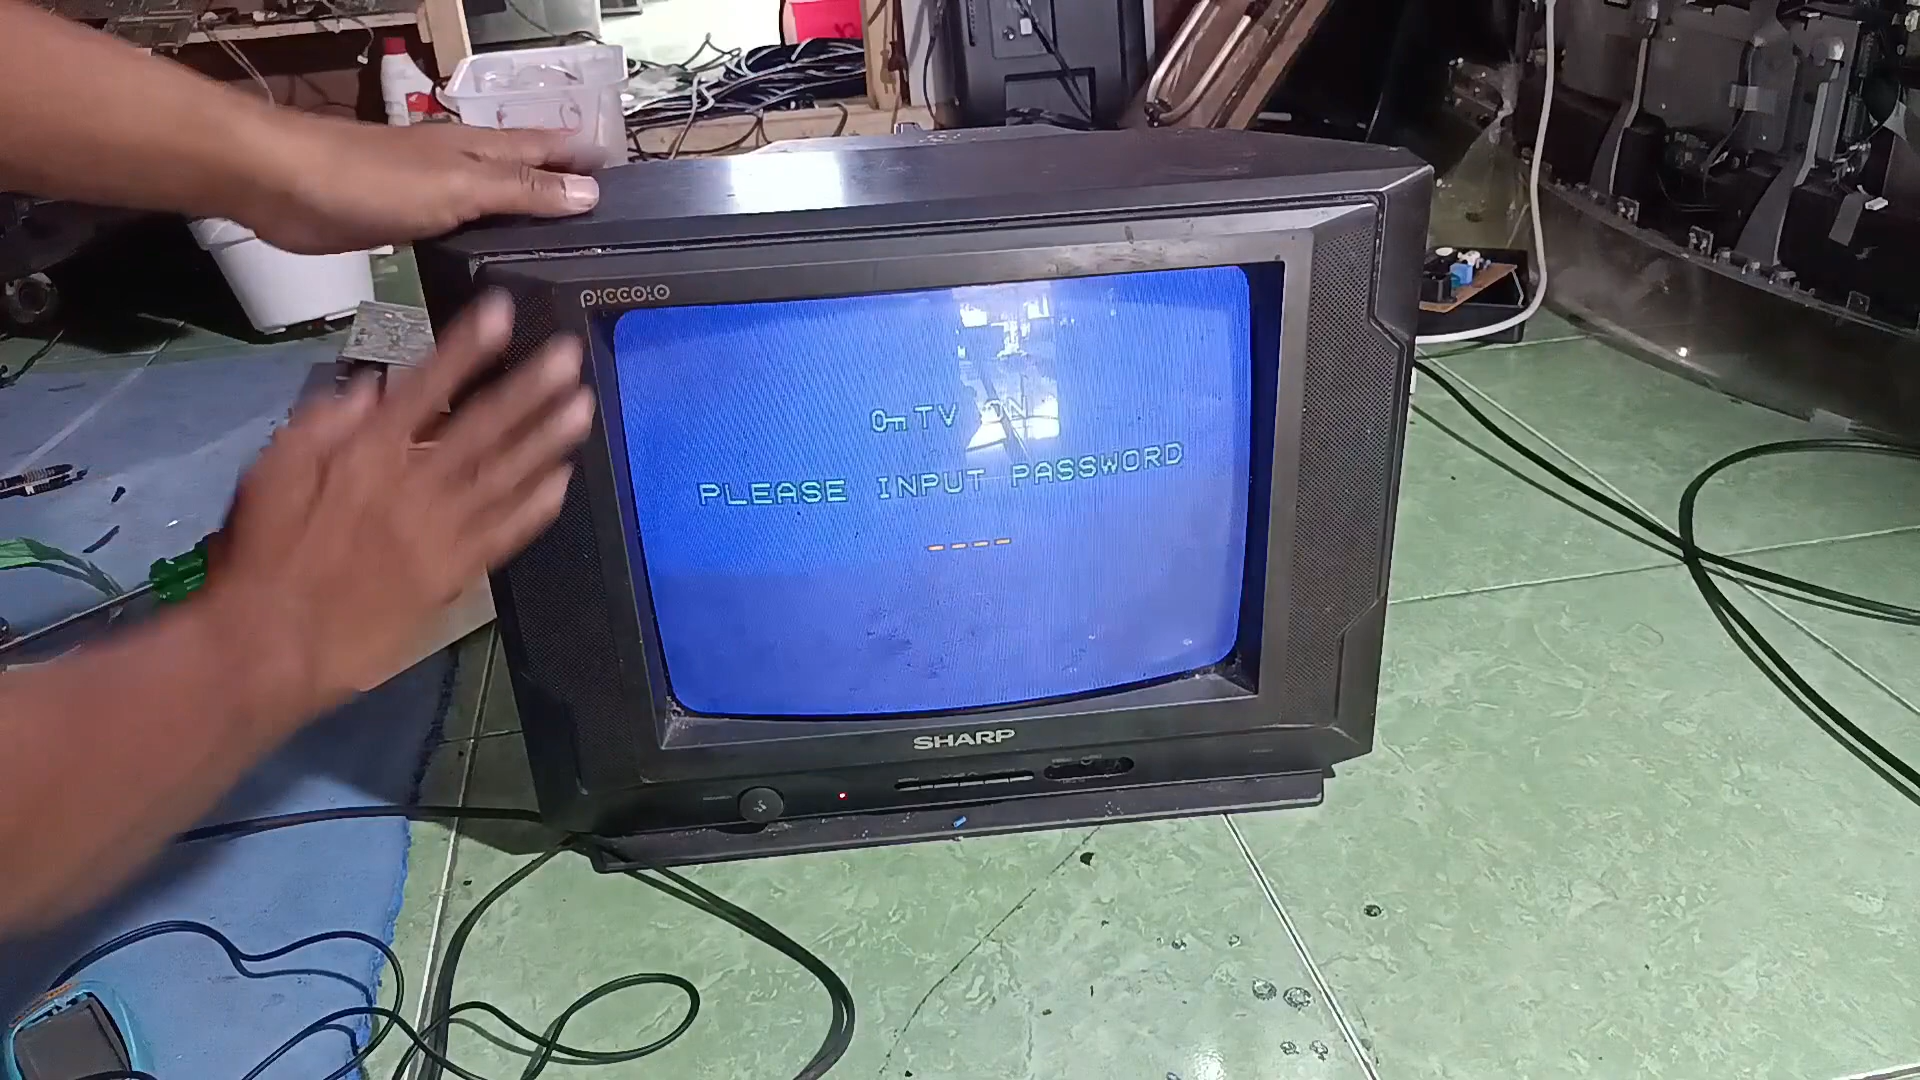 PICCOLO
TV ON
PLEASE INPUT PASSWORD
----
SHARP